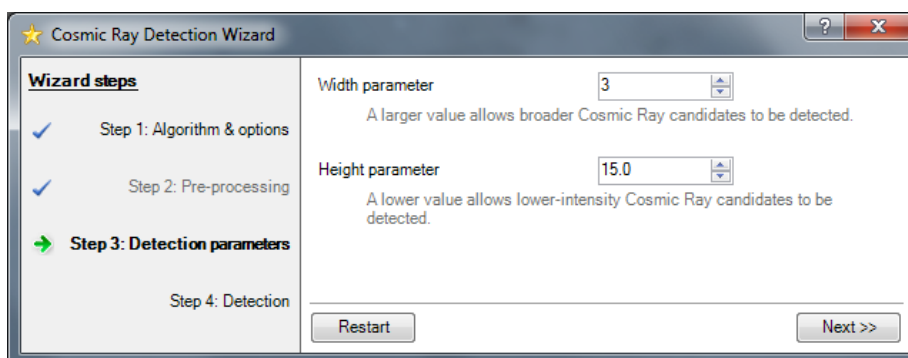 Cosmic Ray Detection Wizard
?
X
Wizard steps
Step 1: Algorithm & options
Step 2: Pre-processing
Step 3: Detection parameters
Step 4: Detection
Width parameter 3
A larger value allows broader Cosmic Ray candidates to be detected.
Height parameter 15.0
A lower value allows lower-intensity Cosmic Ray candidates to be
detected.
Restart
Next >>